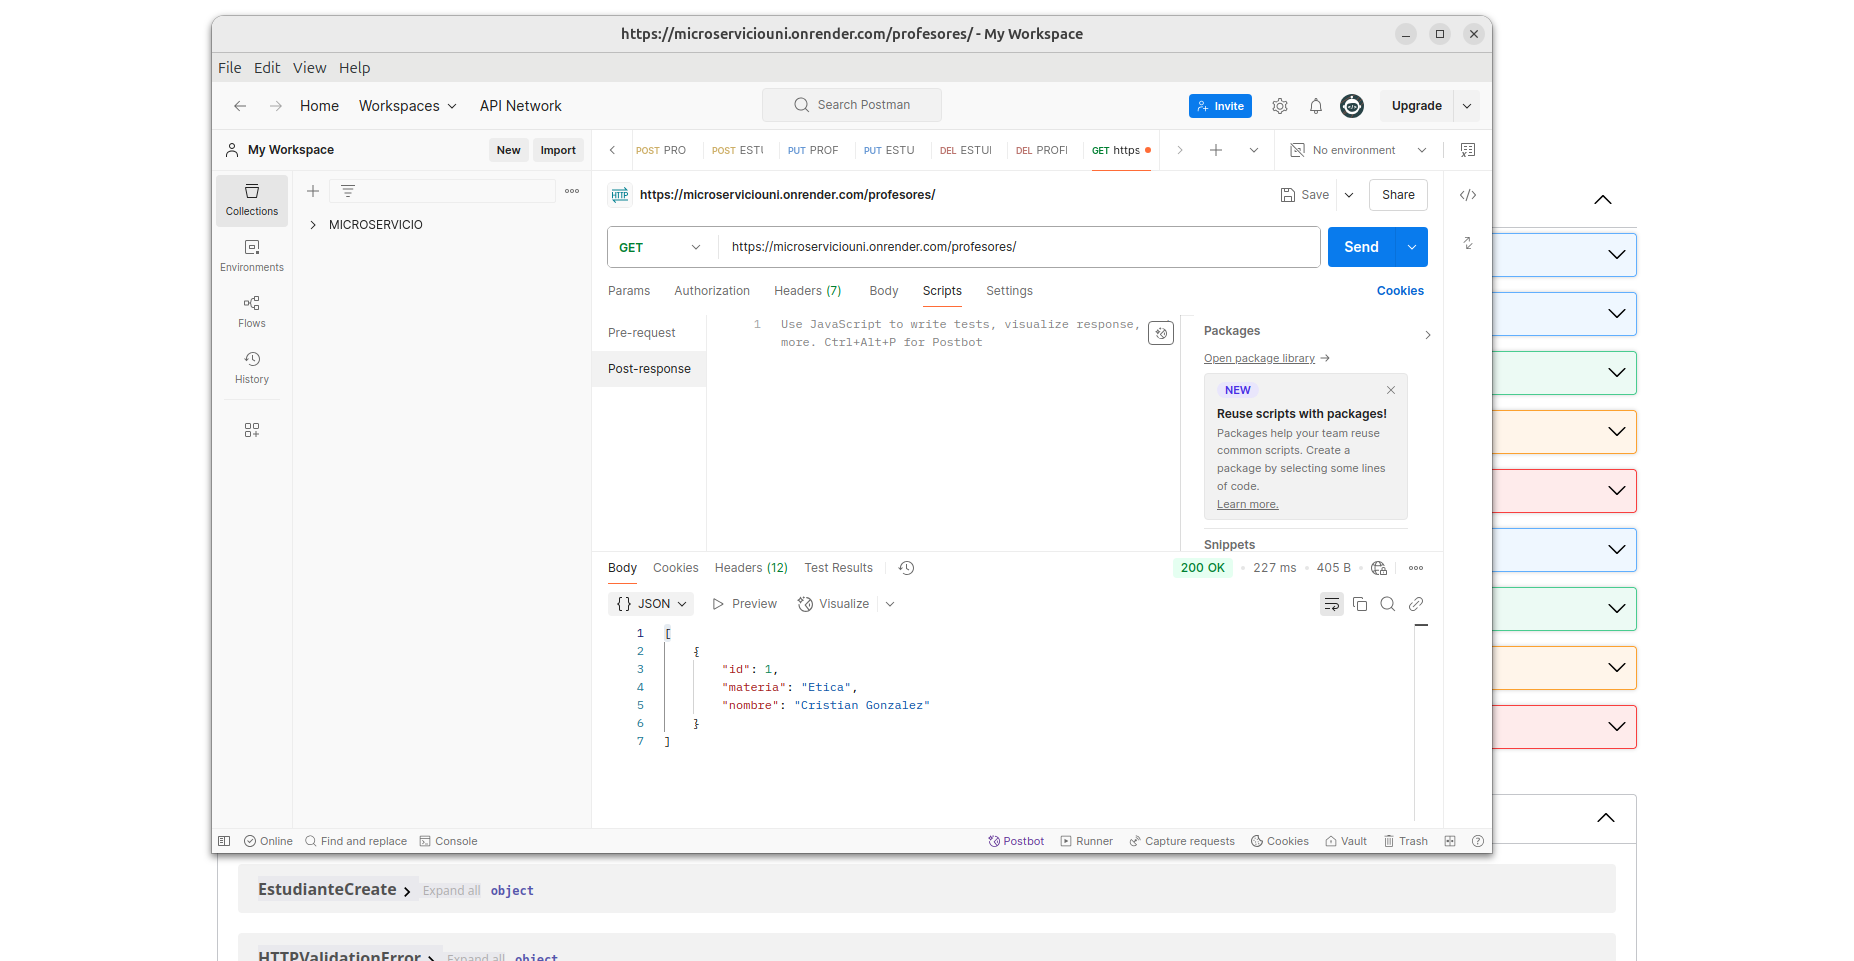 https://microserviciouni.onrender.com/profesores/ - My Workspace
File Edit View Help
Home Workspaces API Network Search Postman Invite Upgrade
My Workspace New Import
POST PRO POST ESTU PUT PROF PUT ESTU DEL ESTUI DEL PROFI GET https No environment
Collections
Environments
Flows
History
MICROSERVICIO
HTTP https://microserviciouni.onrender.com/profesores/ Save Share
GET https://microserviciouni.onrender.com/profesores/ Send
Params Authorization Headers (7) Body Scripts Settings Cookies
Pre-request
Post-response
1 Use JavaScript to write tests, visualize response,
more. Ctrl+Alt+P for Postbot
Packages
Open package library →
NEW
Reuse scripts with packages!
Packages help your team reuse
common scripts. Create a
package by selecting some lines
of code.
Learn more.
Snippets
Body Cookies Headers (12) Test Results 200 OK • 227 ms • 405 B •
{} JSON Preview Visualize
1 [
2 {
3 "id": 1,
4 "materia": "Etica",
5 "nombre": "Cristian Gonzalez"
6 }
7 ]
Online Find and replace Console Postbot Runner Capture requests Cookies Vault Trash
EstudianteCreate Expand all object
HTTPValidationError Expand all object